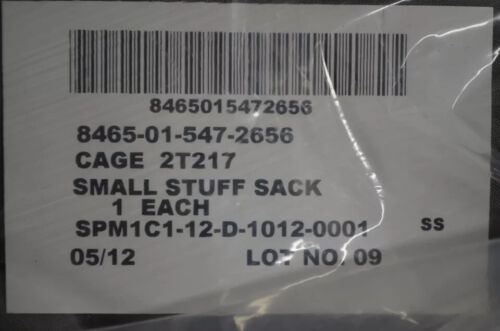 8465015472656
8465-01-547-2656
CAGE 2T217
SMALL STUFF SACK
1 EACH
SPM1C1-12-D-1012-0001 SS
05/12 LOT NO. 09